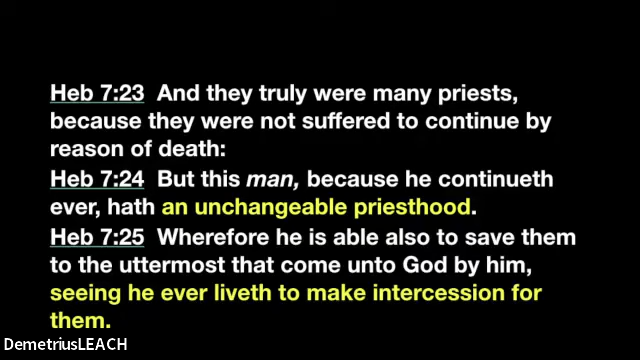 Heb 7:23  And they truly were many priests,
because they were not suffered to continue by
reason of death:
Heb 7:24  But this man, because he continueth
ever, hath an unchangeable priesthood.
Heb 7:25  Wherefore he is able also to save them
to the uttermost that come unto God by him,
seeing he ever liveth to make intercession for
them.
DemetriusLEACH